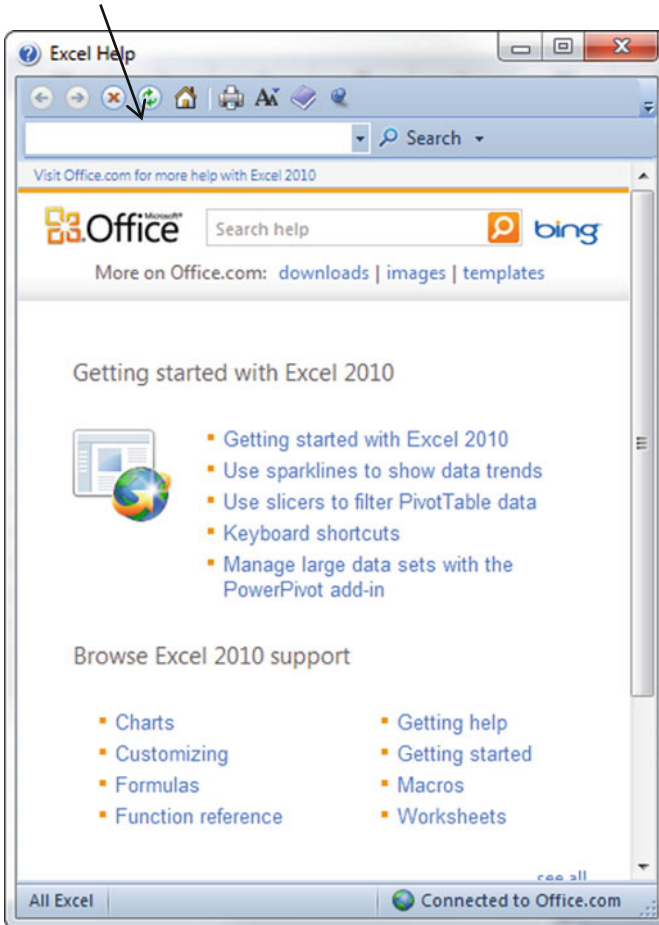 Excel Help
Search
Visit Office.com for more help with Excel 2010
Microsoft®
Office Search help bing
More on Office.com: downloads | images | templates
Getting started with Excel 2010
Getting started with Excel 2010
Use sparklines to show data trends
Use slicers to filter PivotTable data
Keyboard shortcuts
Manage large data sets with the
PowerPivot add-in
Browse Excel 2010 support
Charts Getting help
Customizing Getting started
Formulas Macros
Function reference Worksheets
see all
All Excel Connected to Office.com